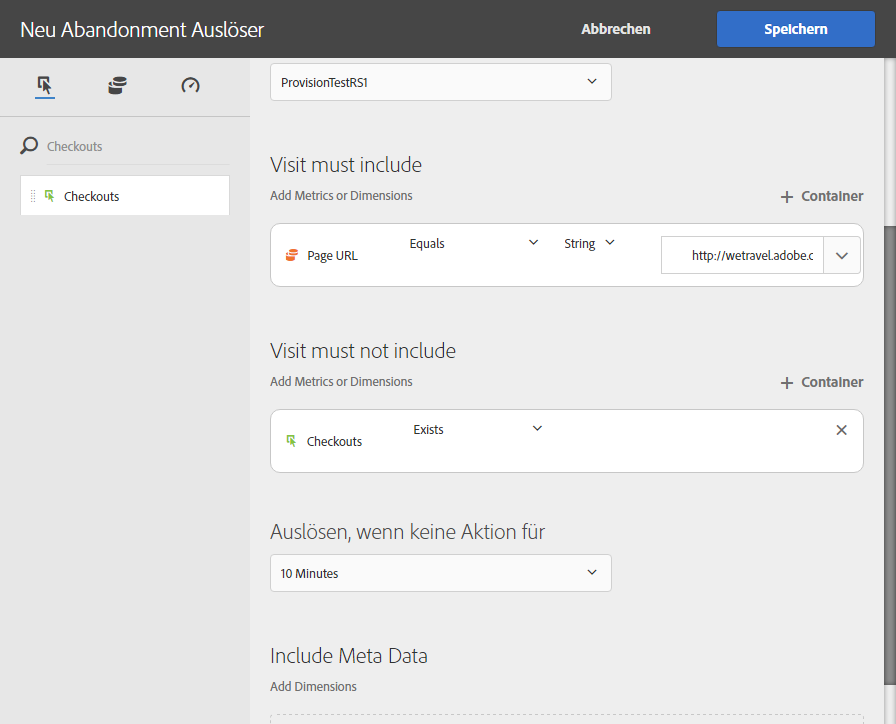 Neu Abandonment Auslöser
Abbrechen
Speichern
Checkouts
Checkouts
ProvisionTestRS1
Visit must include
Add Metrics or Dimensions
Container
Page URL
Equals
String
http://wetravel.adobe.c
Visit must not include
Add Metrics or Dimensions
Container
Checkouts
Exists
Auslösen, wenn keine Aktion für
10 Minutes
Include Meta Data
Add Dimensions